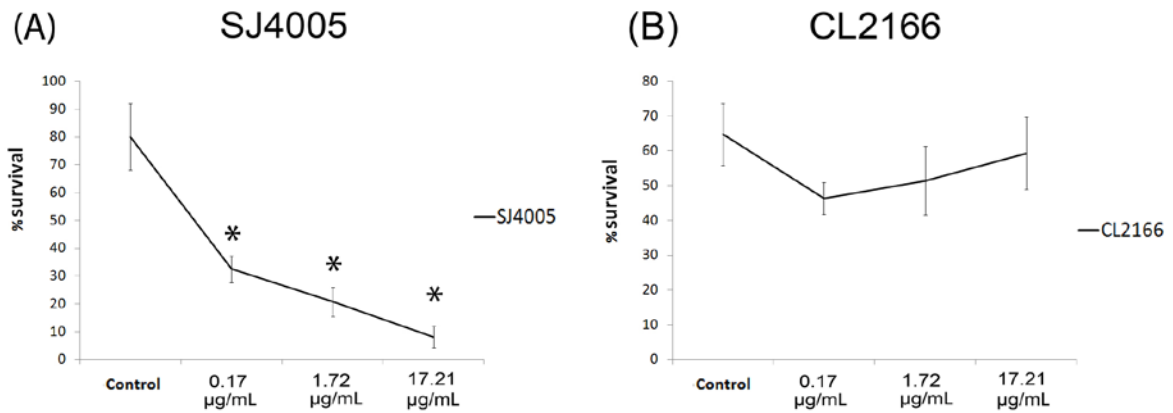 (A) SJ4005
100
90
80
70
60
50
40
30
20
10
0
% survival
*
*
*
SJ4005
Control
0.17 µg/mL
1.72 µg/mL
17.21 µg/mL
(B) CL2166
80
70
60
50
40
30
20
10
0
% survival
CL2166
Control
0.17 µg/mL
1.72 µg/mL
17.21 µg/mL